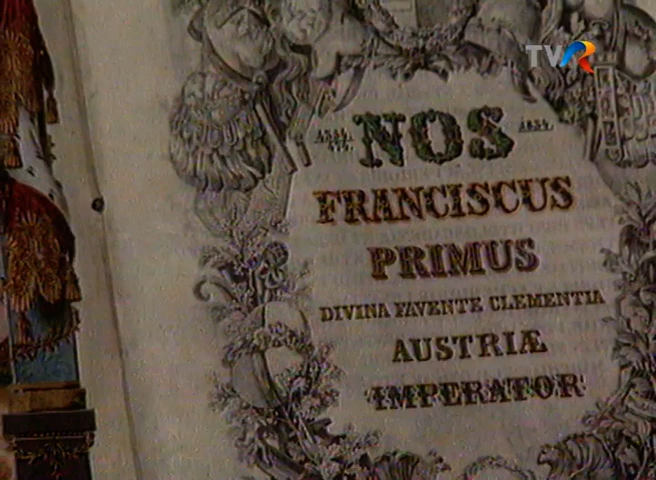 TVR
NOS
FRANCISCUS
PRIMUS
DIVINA FAVENTE CLEMENTIA
AUSTRIÆ
IMPERATOR